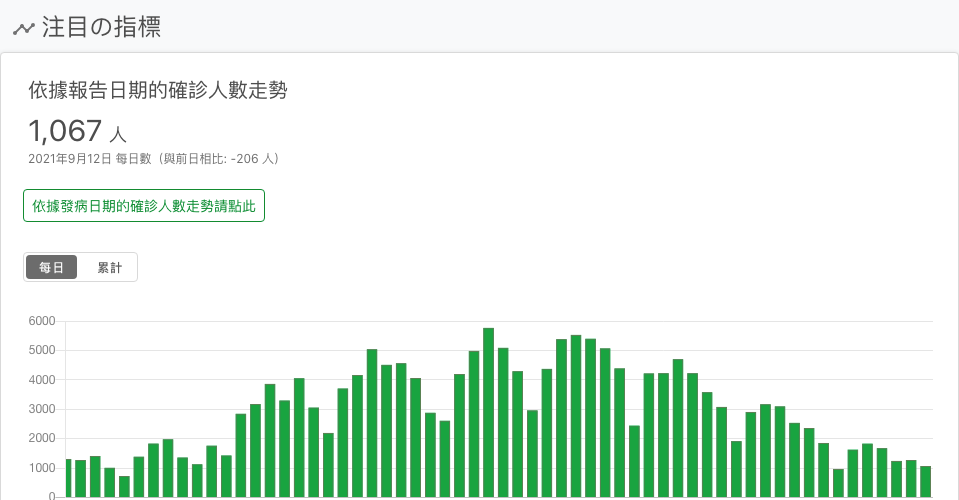 注目の指標
依據報告日期的確診人數走勢
1,067 人
2021年9月12日 每日數（與前日相比: -206 人）
依據發病日期的確診人數走勢請點此
每日 累計
6000
5000
4000
3000
2000
1000
0